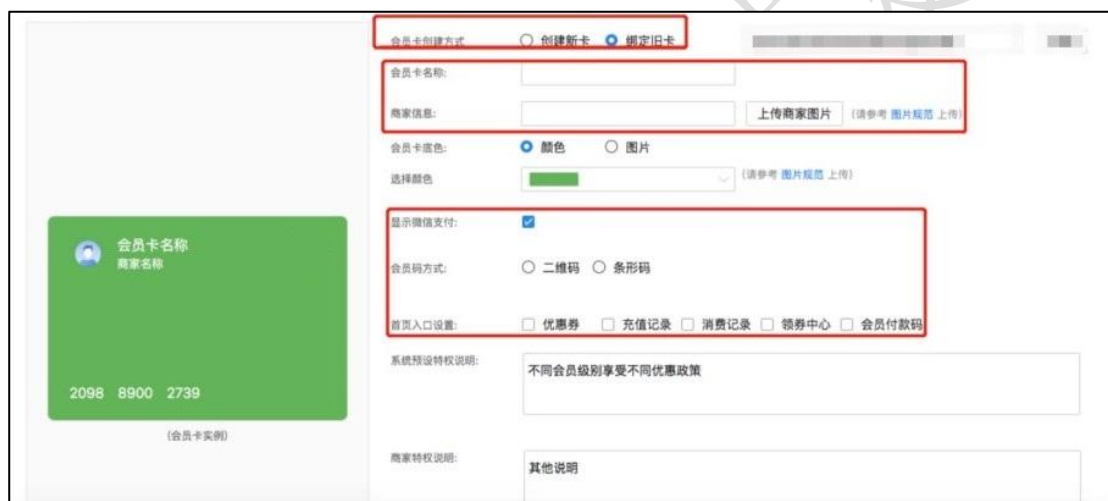 会员卡创建方式 创建新卡 绑定旧卡
会员卡名称:
商家信息: 上传商家图片 (请参考 图片规范 上传)
会员卡底色: 颜色 图片
选择颜色 (请参考 图片规范 上传)
显示微信支付:
会员卡名称
商家名称
会员码方式: 二维码 条形码
首页入口设置: 优惠券 充值记录 消费记录 领券中心 会员付款码
系统预设特权说明: 不同会员级别享受不同优惠政策
2098 8900 2739
(会员卡实例)
商家特权说明: 其他说明